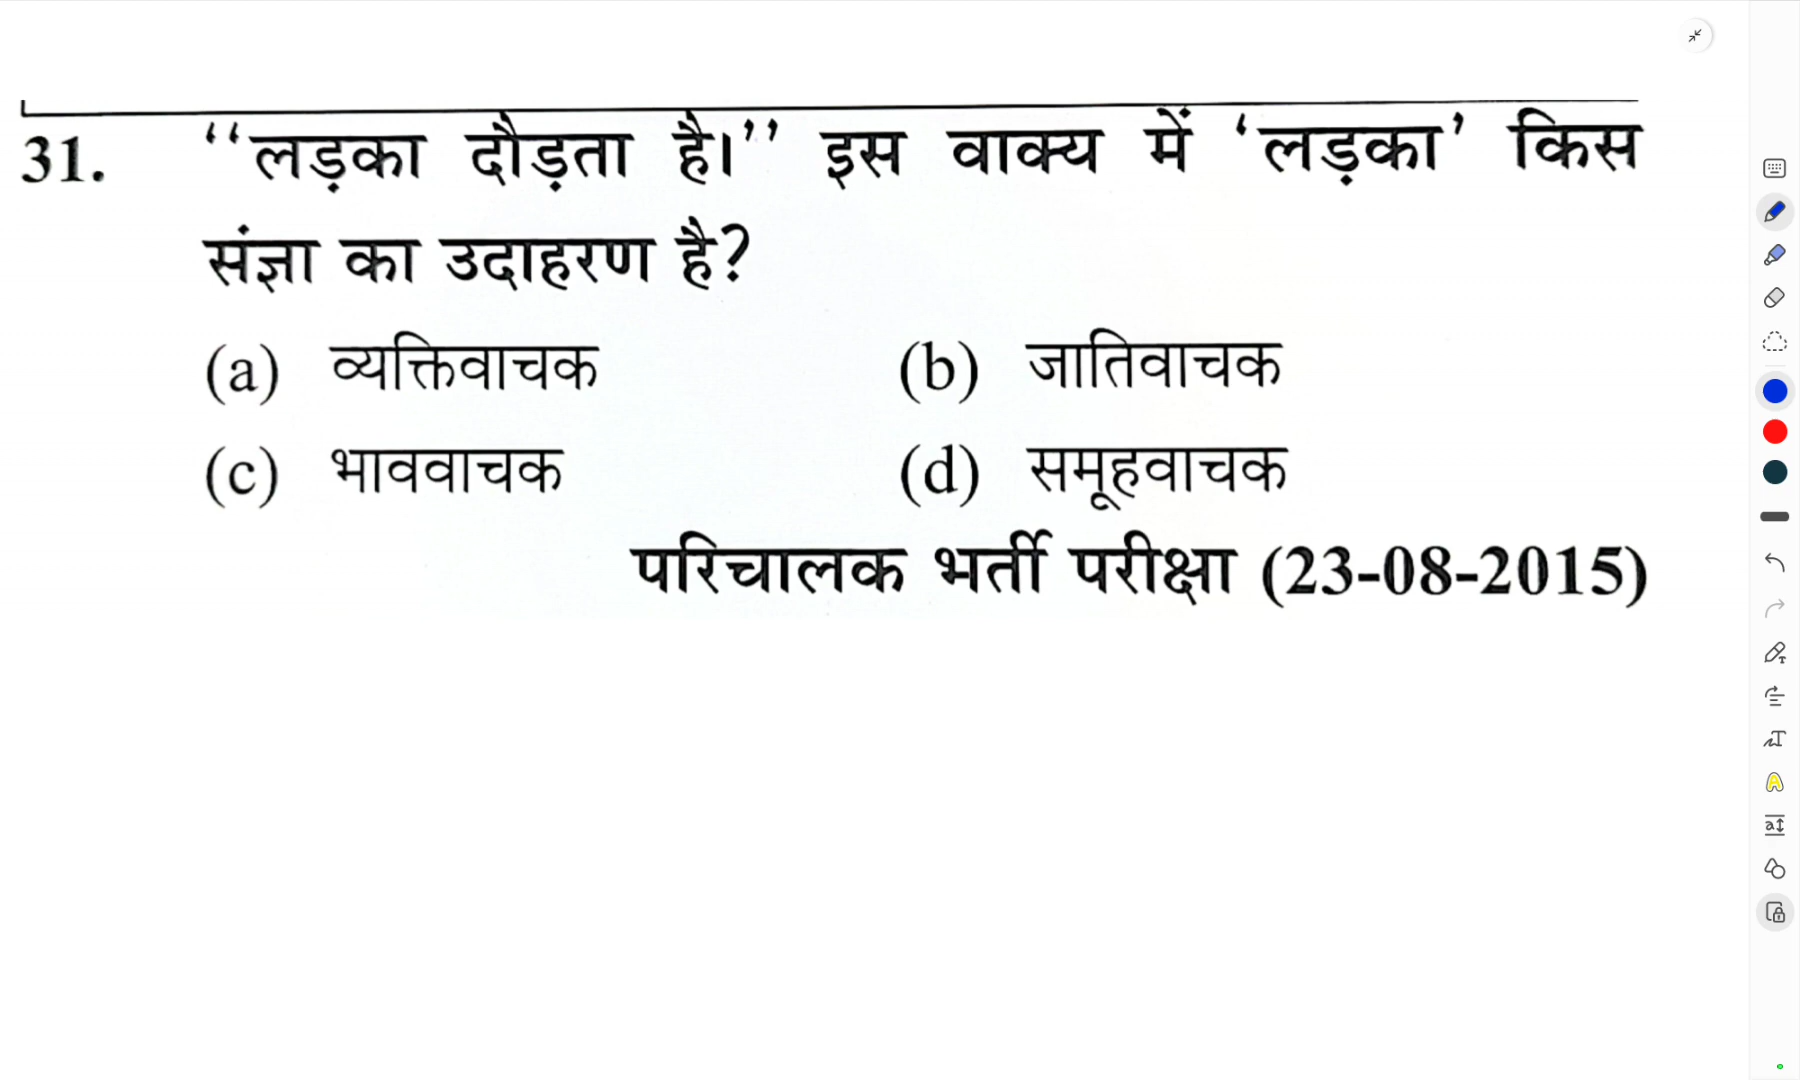 31. ‘‘लड़का दौड़ता है।’’ इस वाक्य में ‘लड़का’ किस
संज्ञा का उदाहरण है?
(a) व्यक्तिवाचक (b) जातिवाचक
(c) भाववाचक (d) समूहवाचक
परिचालक भर्ती परीक्षा (23-08-2015)